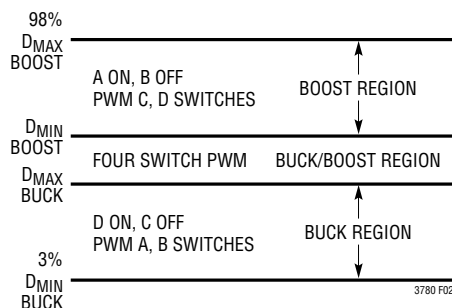 98%
DMAX
BOOST
A ON, B OFF
PWM C, D SWITCHES
BOOST REGION
DMIN
BOOST
FOUR SWITCH PWM
BUCK/BOOST REGION
DMAX
BUCK
D ON, C OFF
PWM A, B SWITCHES
BUCK REGION
3%
DMIN
BUCK
3780 F02